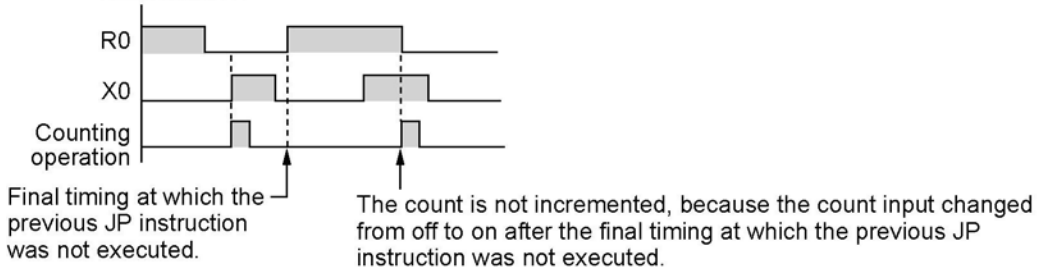 R0
X0
Counting
operation
Final timing at which the
previous JP instruction
was not executed.
The count is not incremented, because the count input changed
from off to on after the final timing at which the previous JP
instruction was not executed.